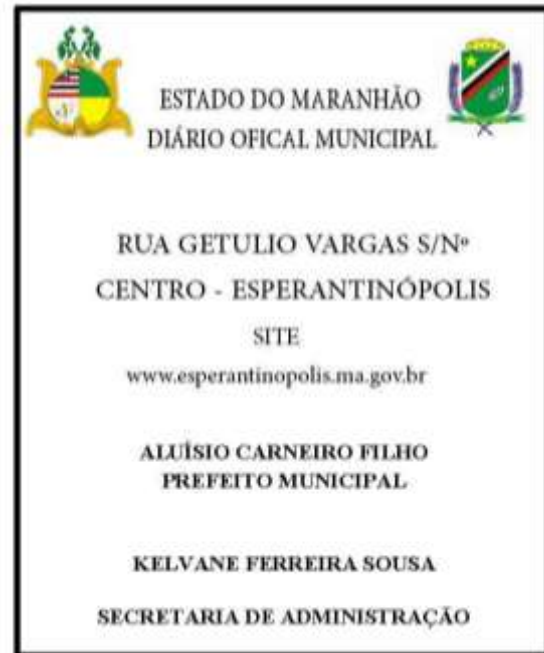 ESTADO DO MARANHÃO
DIÁRIO OFICAL MUNICIPAL
RUA GETULIO VARGAS S/Nº
CENTRO - ESPERANTINÓPOLIS
SITE
www.esperantinopolis.ma.gov.br
ALUÍSIO CARNEIRO FILHO
PREFEITO MUNICIPAL
KELVANE FERREIRA SOUSA
SECRETARIA DE ADMINISTRAÇÃO